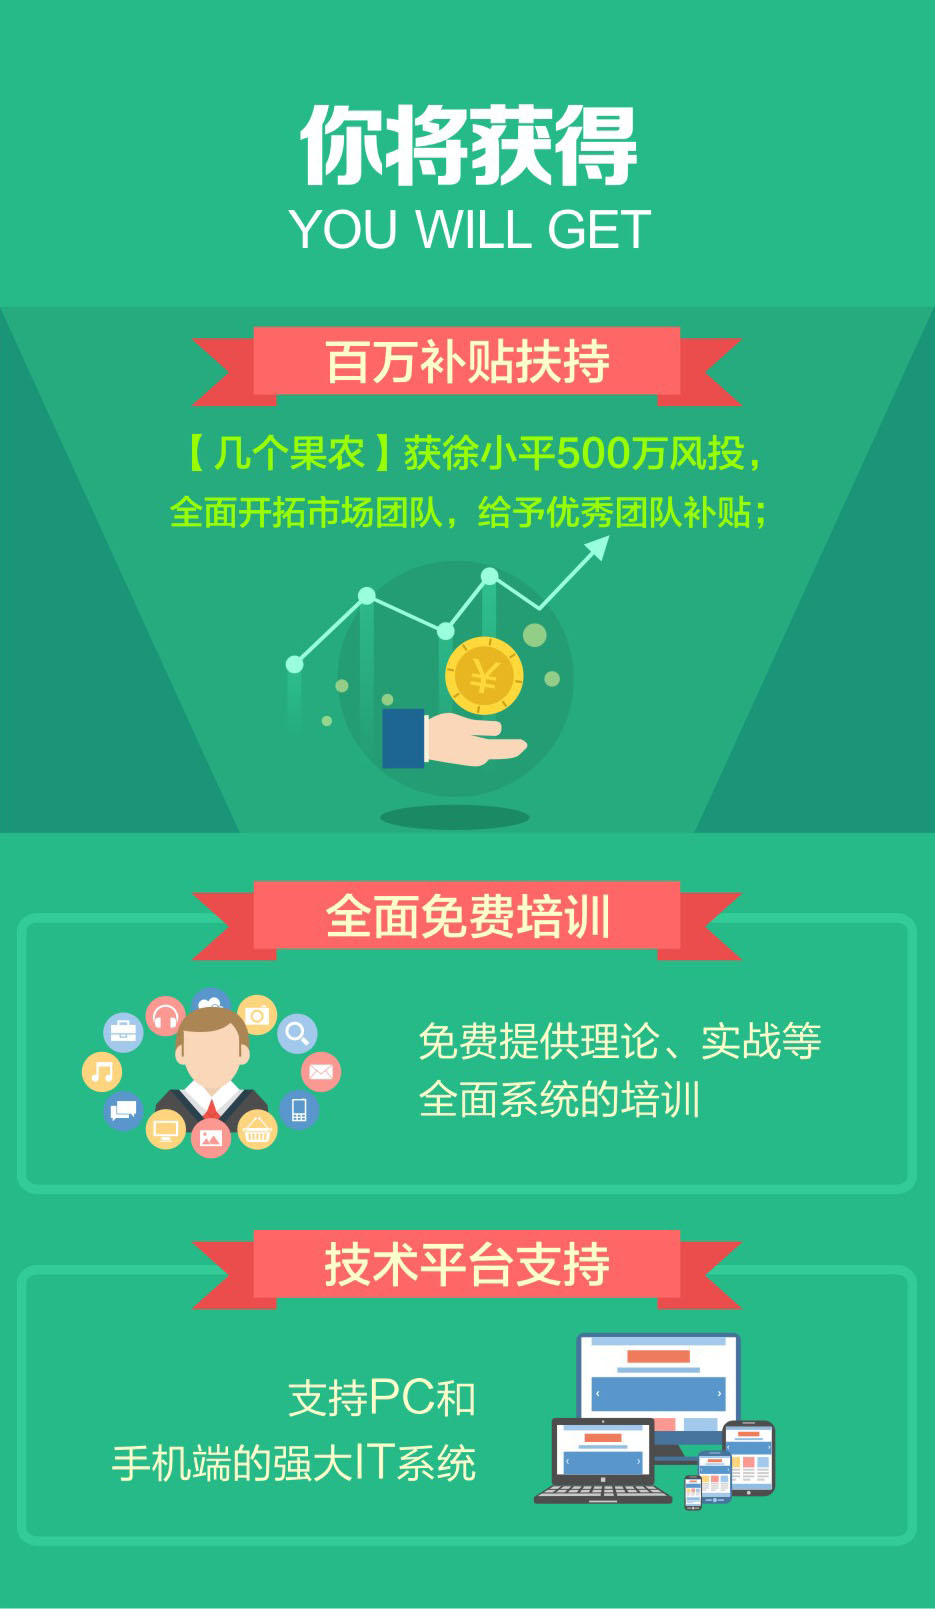 你将获得
YOU WILL GET
百万补贴扶持
【几个果农】获徐小平500万风投，
全面开拓市场团队，给予优秀团队补贴；
¥
全面免费培训
免费提供理论、实战等
全面系统的培训
技术平台支持
支持PC和
手机端的强大IT系统